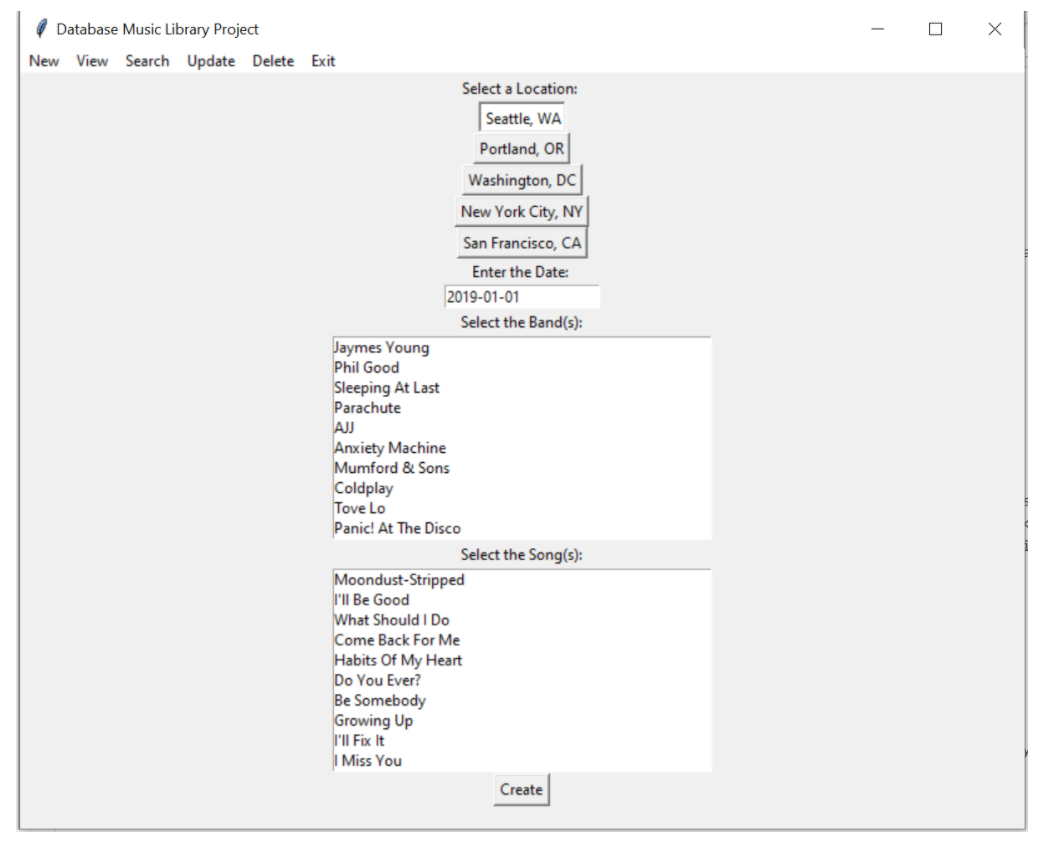 Database Music Library Project
New View Search Update Delete Exit
Select a Location:
Seattle, WA
Portland, OR
Washington, DC
New York City, NY
San Francisco, CA
Enter the Date:
2019-01-01
Select the Band(s):
Jaymes Young
Phil Good
Sleeping At Last
Parachute
AJJ
Anxiety Machine
Mumford & Sons
Coldplay
Tove Lo
Panic! At The Disco
Select the Song(s):
Moondust-Stripped
I'll Be Good
What Should I Do
Come Back For Me
Habits Of My Heart
Do You Ever?
Be Somebody
Growing Up
I'll Fix It
I Miss You
Create